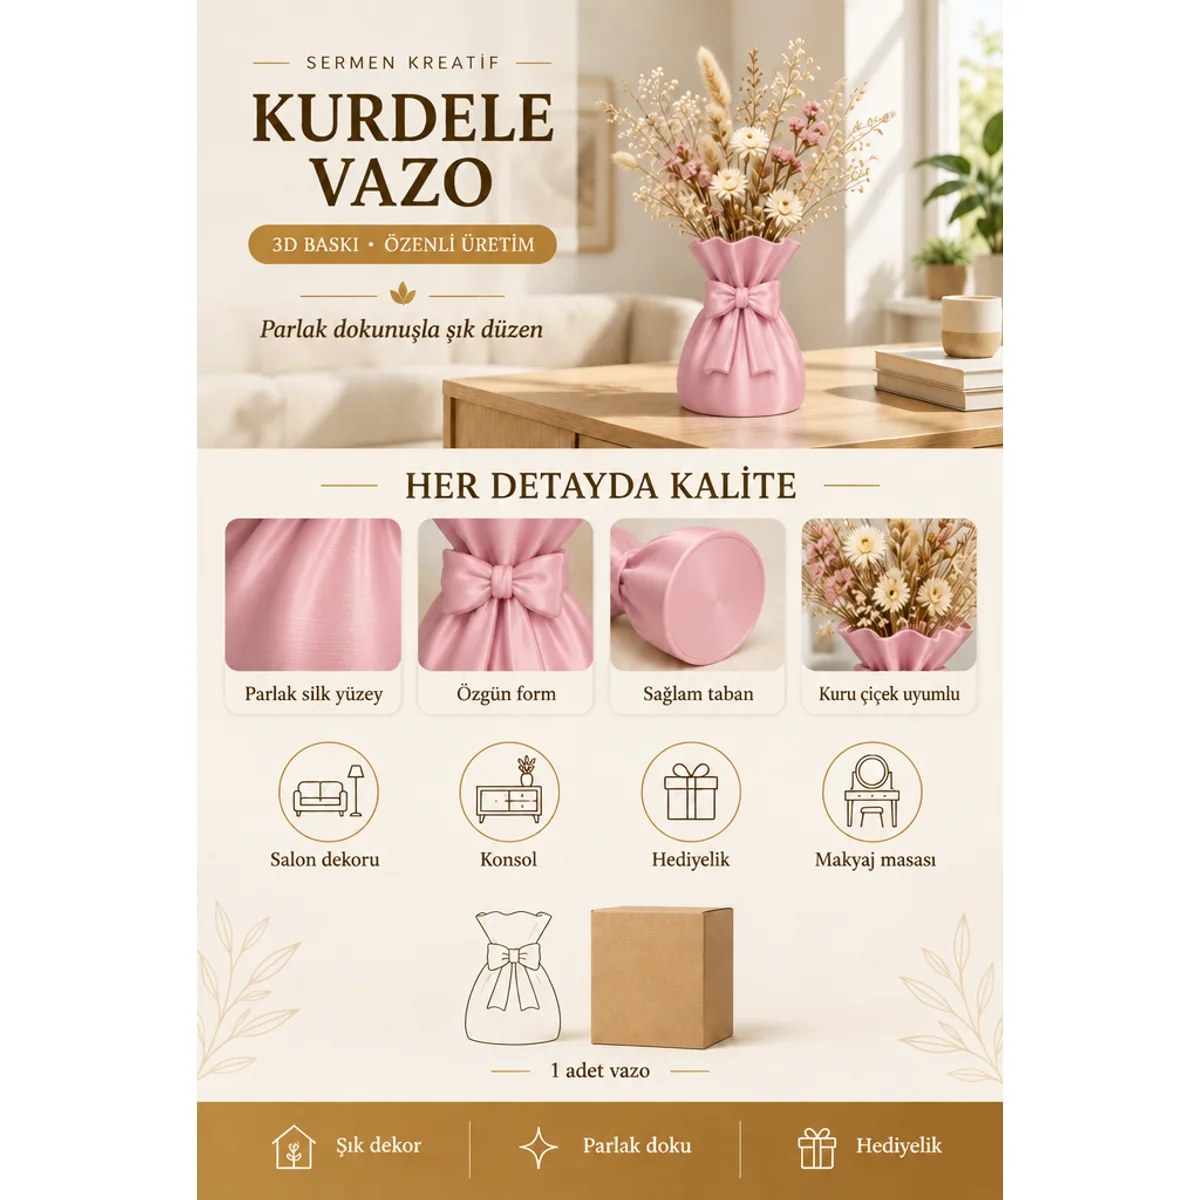 SERMEN KREATİF
KURDELE
VAZO
3D BASKI • ÖZENLİ ÜRETİM
Parlak dokunuşla şık düzen
HER DETAYDA KALİTE
Parlak silk yüzey
Özgün form
Sağlam taban
Kuru çiçek uyumlu
Salon dekoru
Konsol
Hediyelik
Makyaj masası
1 adet vazo
Şık dekor
Parlak doku
Hediyelik